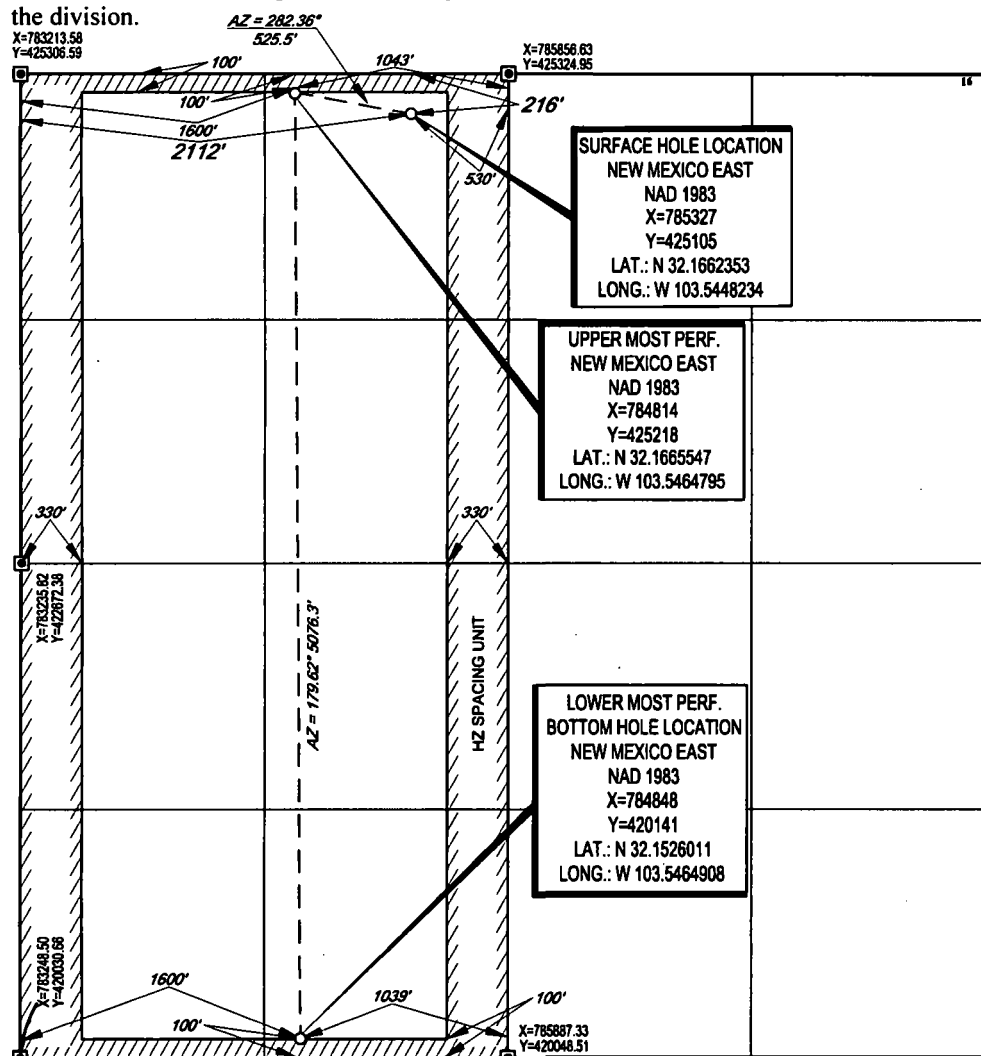 the division.
AZ = 282.36°
525.5'
X=783213.58
Y=425306.59
X=785856.63
Y=425324.95
100'
1043'
16
100'
216'
1600'
2112'
530'
SURFACE HOLE LOCATION
NEW MEXICO EAST
NAD 1983
X=785327
Y=425105
LAT.: N 32.1662353
LONG.: W 103.5448234
UPPER MOST PERF.
NEW MEXICO EAST
NAD 1983
X=784814
Y=425218
LAT.: N 32.1665547
LONG.: W 103.5464795
330'
330'
X=783235.62
Y=422672.38
AZ = 179.62° 5076.3'
HZ SPACING UNIT
LOWER MOST PERF.
BOTTOM HOLE LOCATION
NEW MEXICO EAST
NAD 1983
X=784848
Y=420141
LAT.: N 32.1526011
LONG.: W 103.5464908
X=783248.50
Y=420030.66
1600'
1039'
100'
100'
X=785887.33
Y=420048.51